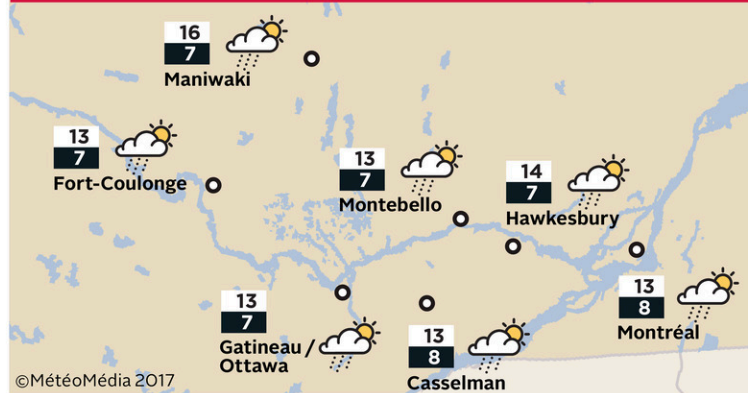 16
7
Maniwaki
13
7
Fort-Coulonge
13
7
Montebello
14
7
Hawkesbury
13
7
Gatineau /
Ottawa
13
8
Casselman
13
8
Montréal
©MétéoMédia 2017